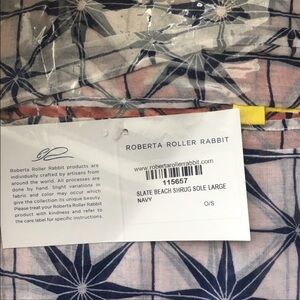 Roberta Roller Rabbit products are
individually crafted by artisans from
around the world. All processes are
done by hand. Slight variations in
fabric and color may occur which
give the collection its unique beauty.
Please treat your Roberta Roller Rabbit
product with kindness and refer to
the care label for specific instructions.
ROBERTA ROLLER RABBIT
www.robertarollerrabbit.com
115657
SLATE BEACH SHRUG SOLE LARGE
NAVY
O/S